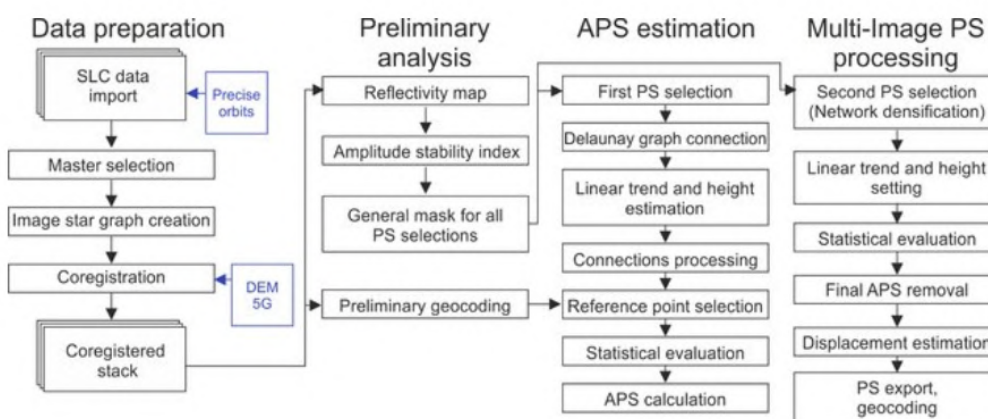 Data preparation
SLC data
import
Precise
orbits
Master selection
Image star graph creation
Coregistration
DEM
5G
Coregistered
stack
Preliminary
analysis
Reflectivity map
Amplitude stability index
General mask for all
PS selections
Preliminary geocoding
APS estimation
First PS selection
Delaunay graph connection
Linear trend and height
estimation
Connections processing
Reference point selection
Statistical evaluation
APS calculation
Multi-Image PS
processing
Second PS selection
(Network densification)
Linear trend and height
setting
Statistical evaluation
Final APS removal
Displacement estimation
PS export,
geocoding